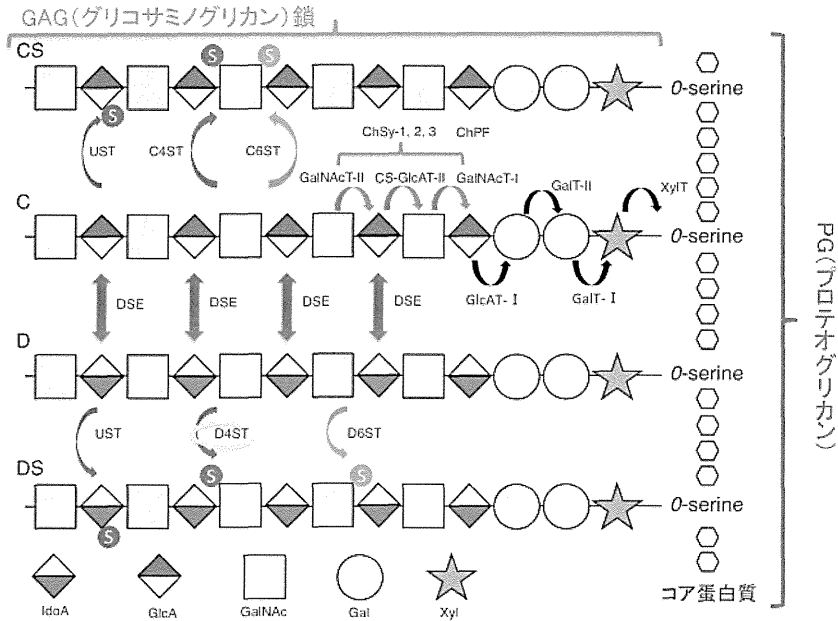 GAG(グリコサミノグリカン)鎖
CS
S S
O-serine
S
UST C4ST C6ST
ChSy-1, 2, 3 ChPF
GalNAcT-II CS-GlcAT-II GalNAcT-I
GalT-II XylT
C
O-serine
GlcAT-I GalT-I
DSE DSE DSE DSE
D
O-serine
UST D4ST D6ST
DS
S S
O-serine
S
IdoA GlcA GalNAc Gal Xyl
コア蛋白質
PG(プロテオグリカン)